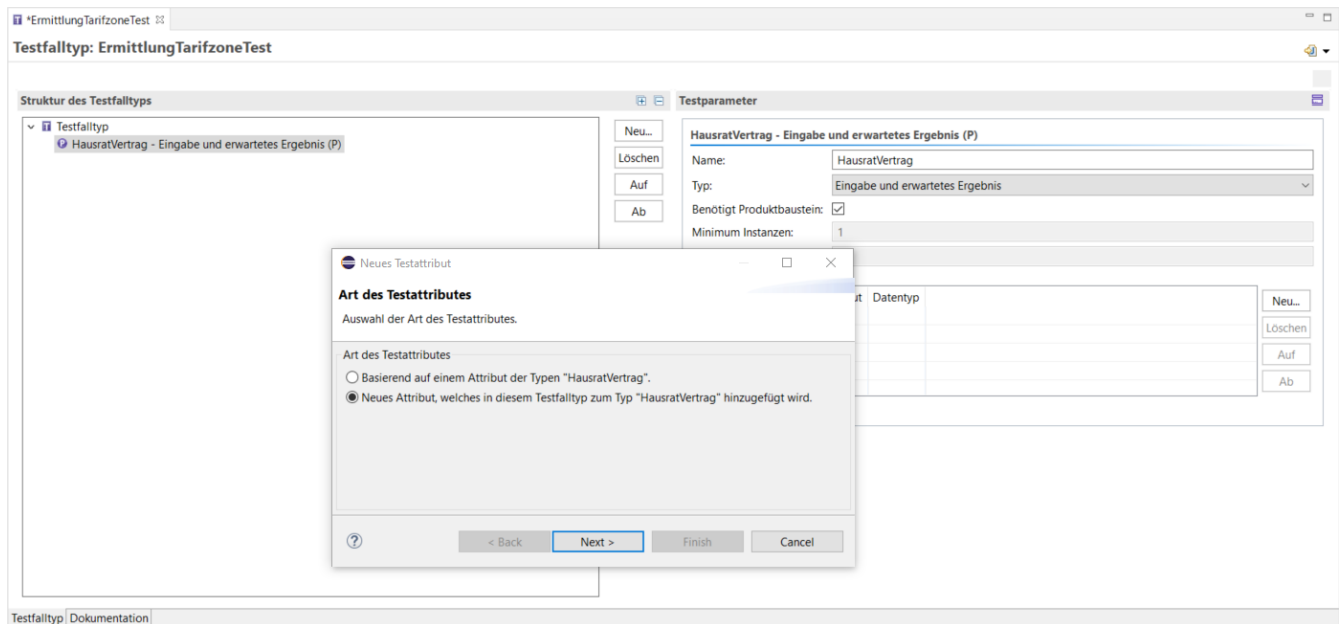 *ErmittlungTarifzoneTest
Testfalltyp: ErmittlungTarifzoneTest
Struktur des Testfalltyps
Testfalltyp
HausratVertrag - Eingabe und erwartetes Ergebnis (P)
Neu...
Löschen
Auf
Ab
Testparameter
HausratVertrag - Eingabe und erwartetes Ergebnis (P)
Name: HausratVertrag
Typ: Eingabe und erwartetes Ergebnis
Benötigt Produktbaustein:
Minimum Instanzen: 1
Datentyp
Neu...
Löschen
Auf
Ab
Neues Testattribut
Art des Testattributes
Auswahl der Art des Testattributes.
Art des Testattributes
Basierend auf einem Attribut der Typen "HausratVertrag".
Neues Attribut, welches in diesem Testfalltyp zum Typ "HausratVertrag" hinzugefügt wird.
< Back Next > Finish Cancel
Testfalltyp Dokumentation